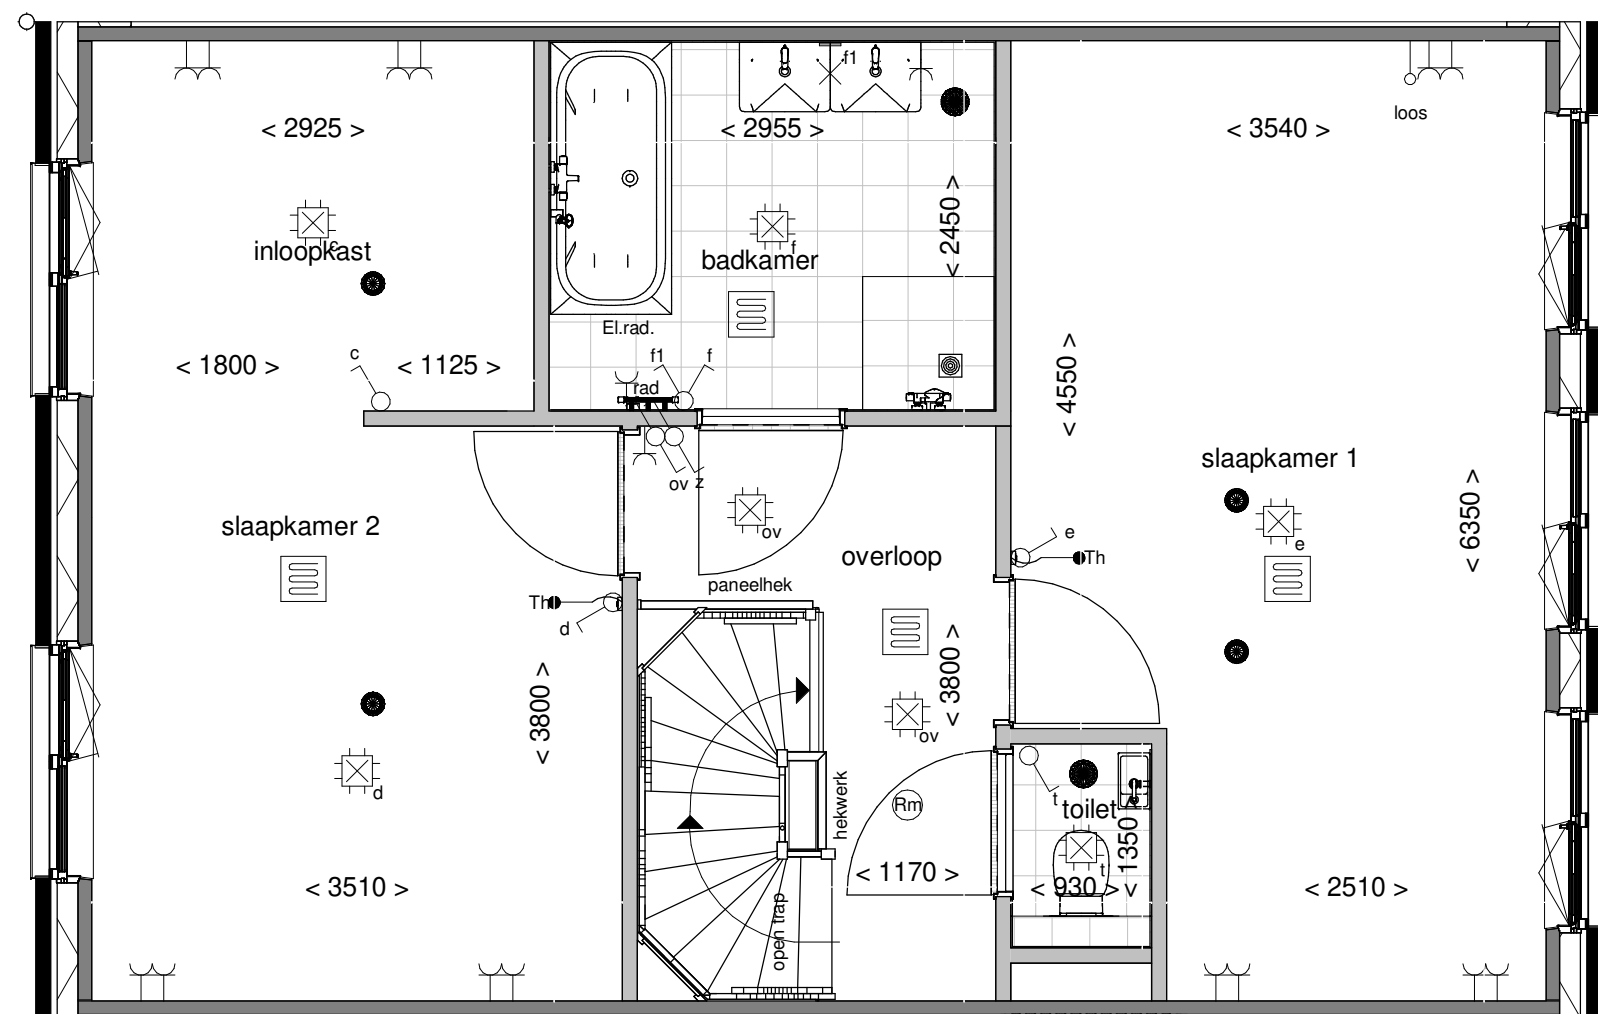 f1
loos
< 2925 >
< 2955 >
< 3540 >
< 2450 >
c
inloopkast
f
badkamer
El.rad.
c
f1
f
< 1800 >
< 1125 >
rad
< 4550 >
slaapkamer 1
ov
z
slaapkamer 2
ov
overloop
e
e
Th
< 6350 >
paneelhek
Th
d
< 3800 >
< 3800 >
ov
d
hekwerk
Rm
t
toilet
< 1350 >
t
< 3510 >
< 1170 >
< 930 >
< 2510 >
open trap